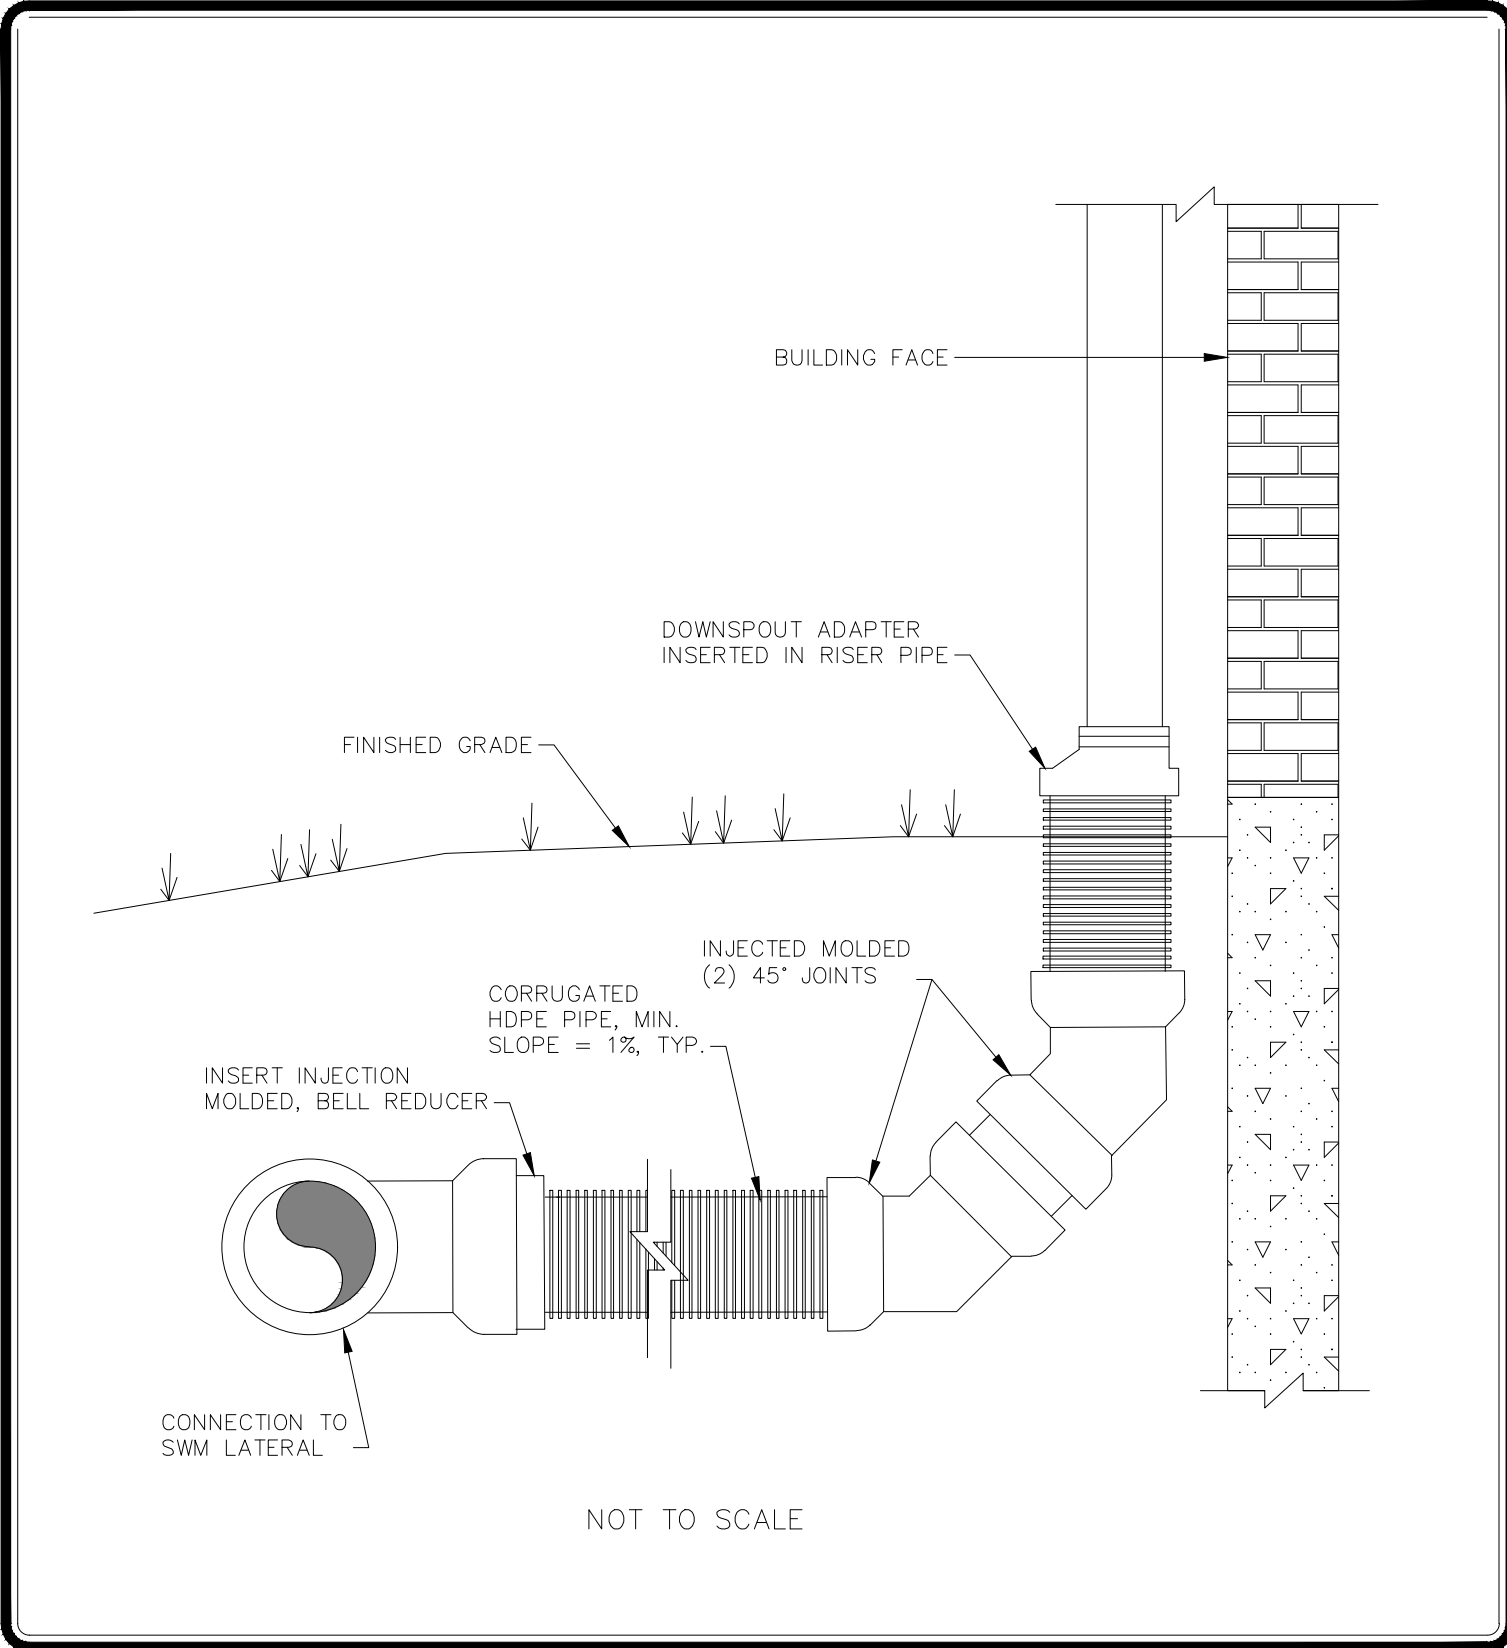 BUILDING FACE
DOWNSPOUT ADAPTER
INSERTED IN RISER PIPE
FINISHED GRADE
INJECTED MOLDED
(2) 45° JOINTS
CORRUGATED
HDPE PIPE, MIN.
SLOPE = 1%, TYP.
INSERT INJECTION
MOLDED, BELL REDUCER
CONNECTION TO
SWM LATERAL
NOT TO SCALE